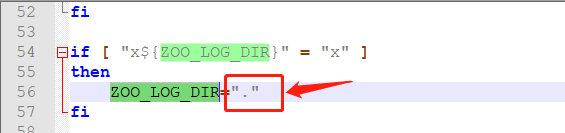 52 fi
53
54 if [ "x${ZOO_LOG_DIR}" = "x" ]
55 then
56 ZOO_LOG_DIR="."
57 fi